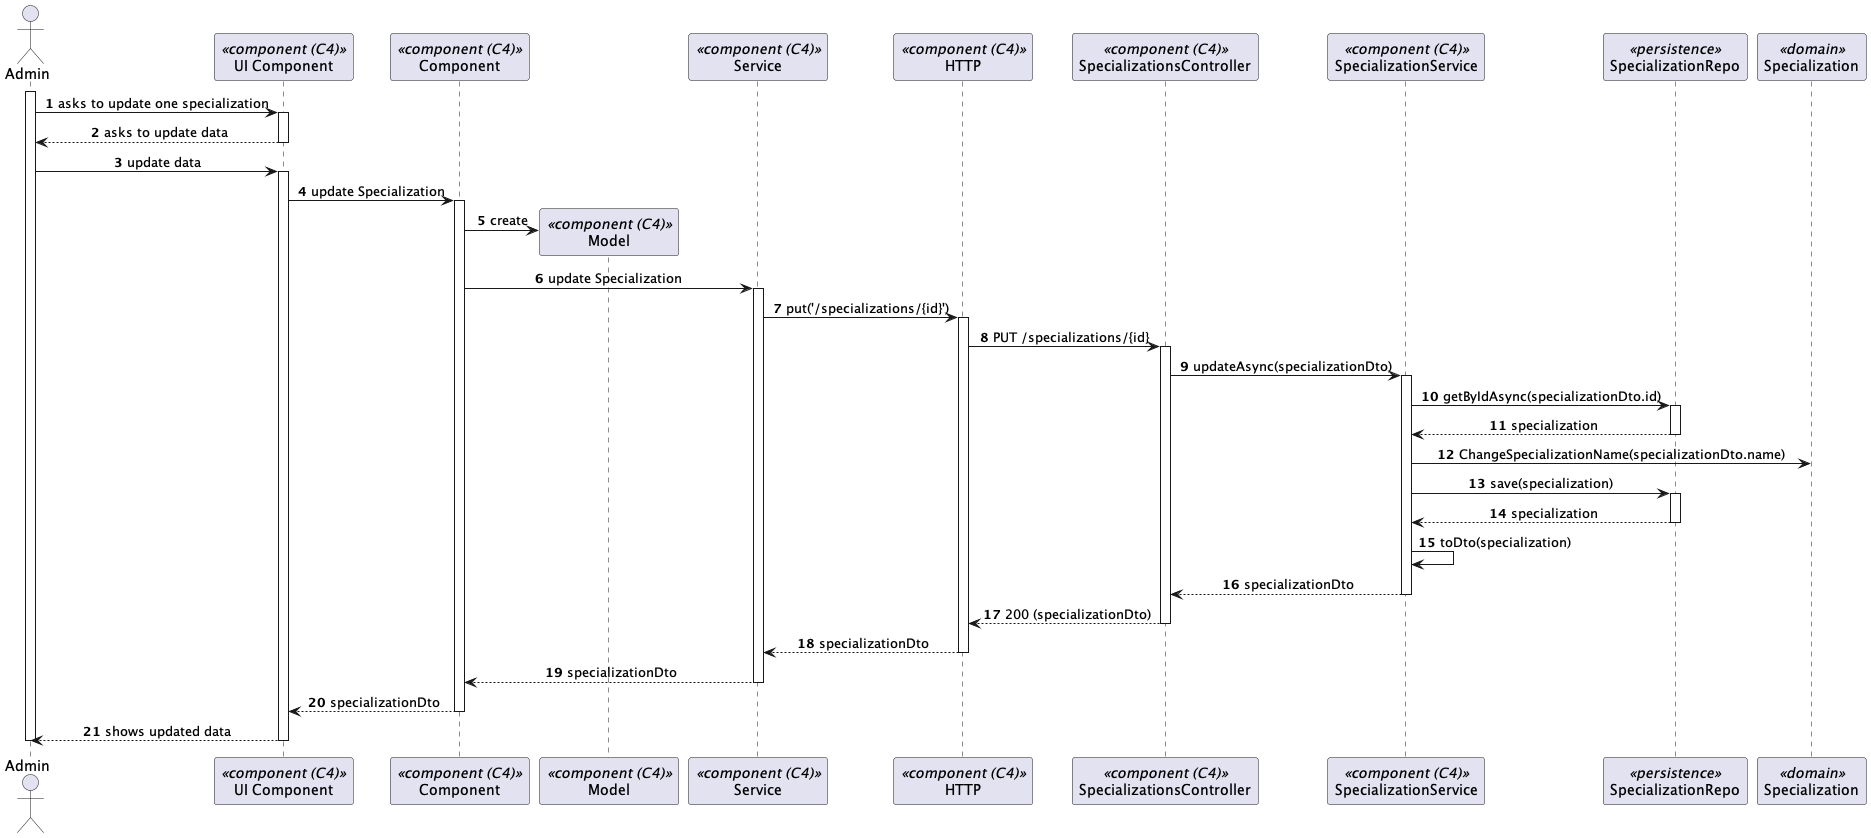 Admin
«component (C4)»
UI Component
«component (C4)»
Component
«component (C4)»
Service
«component (C4)»
HTTP
«component (C4)»
SpecializationsController
«component (C4)»
SpecializationService
«persistence»
SpecializationRepo
«domain»
Specialization
1 asks to update one specialization
2 asks to update data
3 update data
4 update Specialization
5 create
«component (C4)»
Model
6 update Specialization
7 put('/specializations/{id}')
8 PUT /specializations/{id}
9 updateAsync(specializationDto)
10 getByIdAsync(specializationDto.id)
11 specialization
12 ChangeSpecializationName(specializationDto.name)
13 save(specialization)
14 specialization
15 toDto(specialization)
16 specializationDto
17 200 (specializationDto)
18 specializationDto
19 specializationDto
20 specializationDto
21 shows updated data
Admin
«component (C4)»
UI Component
«component (C4)»
Component
«component (C4)»
Model
«component (C4)»
Service
«component (C4)»
HTTP
«component (C4)»
SpecializationsController
«component (C4)»
SpecializationService
«persistence»
SpecializationRepo
«domain»
Specialization